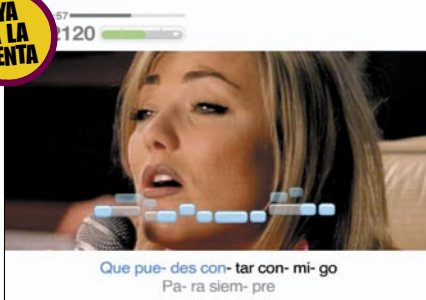 YA
LA
ENTA
:57
2120
Que pue- des con- tar con- mi- go
Pa- ra siem- pre